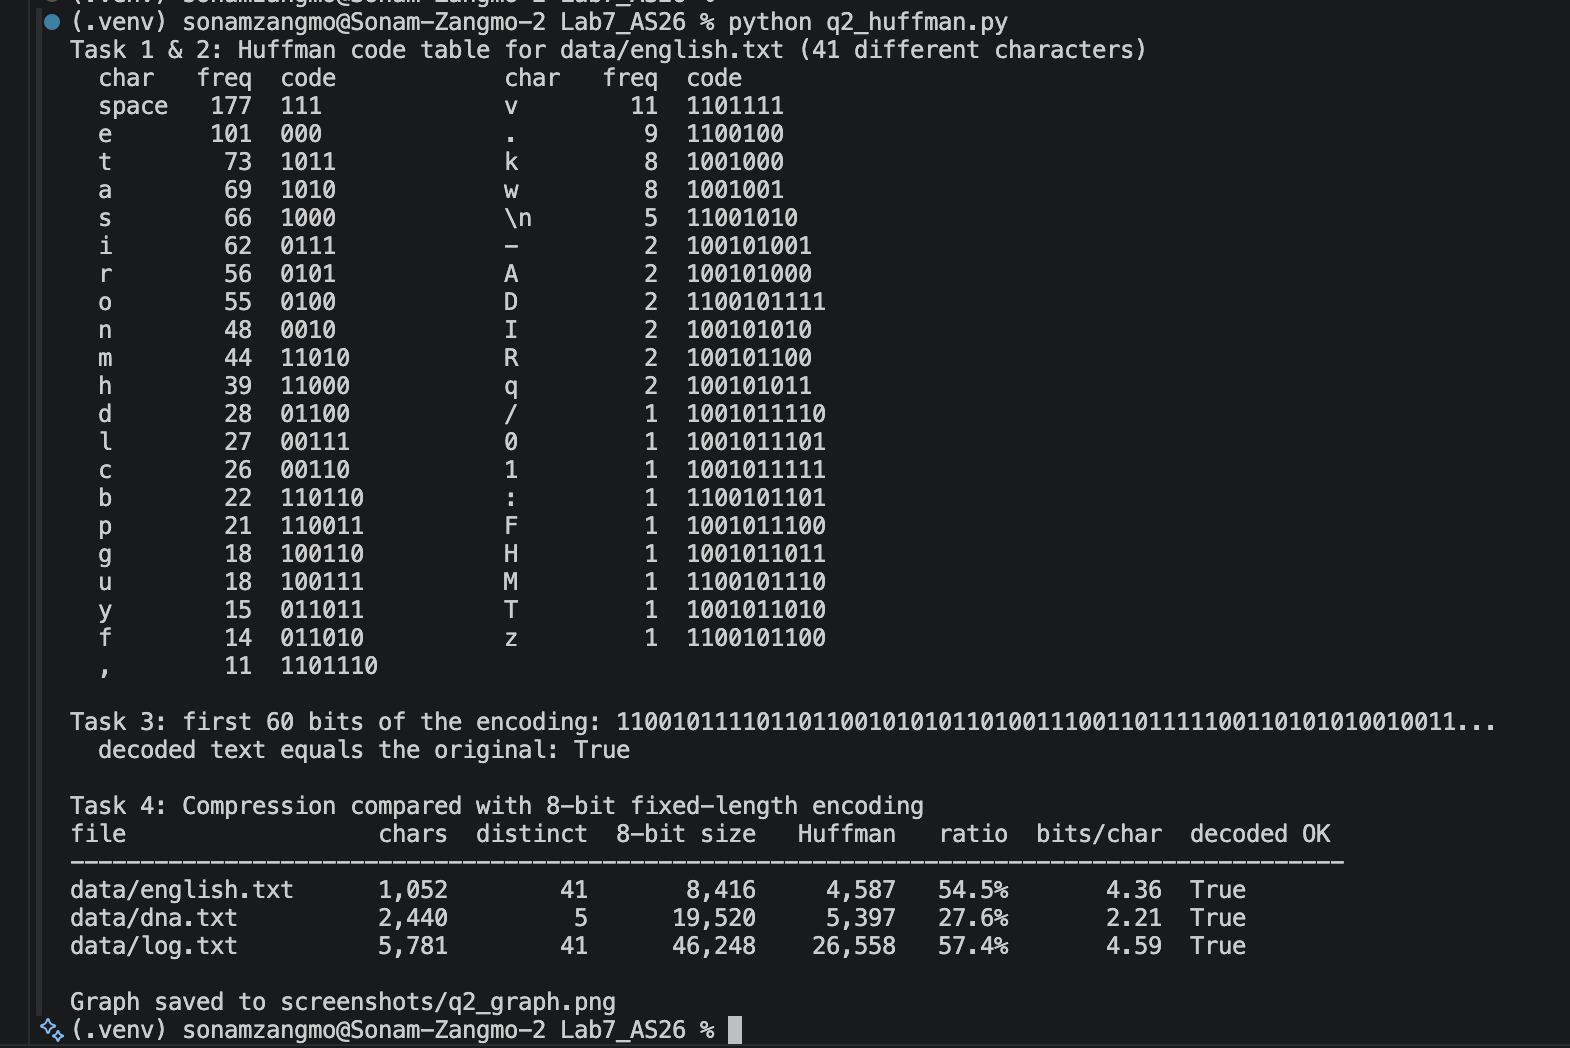 (.venv) sonamzangmo@Sonam-Zangmo-2 Lab7_AS26 % python q2_huffman.py
Task 1 & 2: Huffman code table for data/english.txt (41 different characters)
  char   freq  code            char   freq  code
  space   177  111             v        11  1101111
  e       101  000             .         9  1100100
  t        73  1011            k         8  1001000
  a        69  1010            w         8  1001001
  s        66  1000            \n        5  11001010
  i        62  0111            -         2  100101001
  r        56  0101            A         2  100101000
  o        55  0100            D         2  1100101111
  n        48  0010            I         2  100101010
  m        44  11010           R         2  100101100
  h        39  11000           q         2  100101011
  d        28  01100           /         1  1001011110
  l        27  00111           0         1  1001011101
  c        26  00110           1         1  1001011111
  b        22  110110          :         1  1100101101
  p        21  110011          F         1  1001011100
  g        18  100110          H         1  1001011011
  u        18  100111          M         1  1100101110
  y        15  011011          T         1  1001011010
  f        14  011010          z         1  1100101100
  ,        11  1101110
Task 3: first 60 bits of the encoding: 110010111101101100101010110100111001101111100110101010010011...
  decoded text equals the original: True
Task 4: Compression compared with 8-bit fixed-length encoding
file                  chars  distinct  8-bit size   Huffman   ratio  bits/char  decoded OK
-------------------------------------------------------------------------------------------
data/english.txt      1,052        41       8,416     4,587   54.5%       4.36  True
data/dna.txt          2,440         5      19,520     5,397   27.6%       2.21  True
data/log.txt          5,781        41      46,248    26,558   57.4%       4.59  True
Graph saved to screenshots/q2_graph.png
(.venv) sonamzangmo@Sonam-Zangmo-2 Lab7_AS26 %